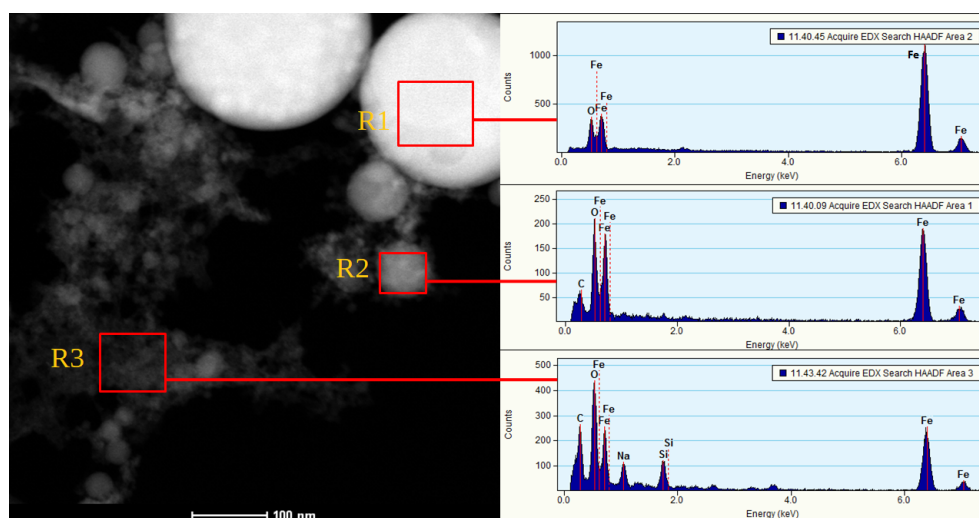 R1
R2
R3
100 nm
11.40.45 Acquire EDX Search HAADF Area 2
Counts
1000
500
Fe
Fe
O
Fe
Fe
Fe
0.0
2.0
4.0
6.0
Energy (keV)
11.40.09 Acquire EDX Search HAADF Area 1
Counts
250
200
150
100
50
Fe
O
Fe
Fe
C
Fe
Fe
0.0
2.0
4.0
6.0
Energy (keV)
11.43.42 Acquire EDX Search HAADF Area 3
Counts
500
400
300
200
100
Fe
O
C
Fe
Fe
Na
Si
Si
Fe
Fe
0.0
2.0
4.0
6.0
Energy (keV)